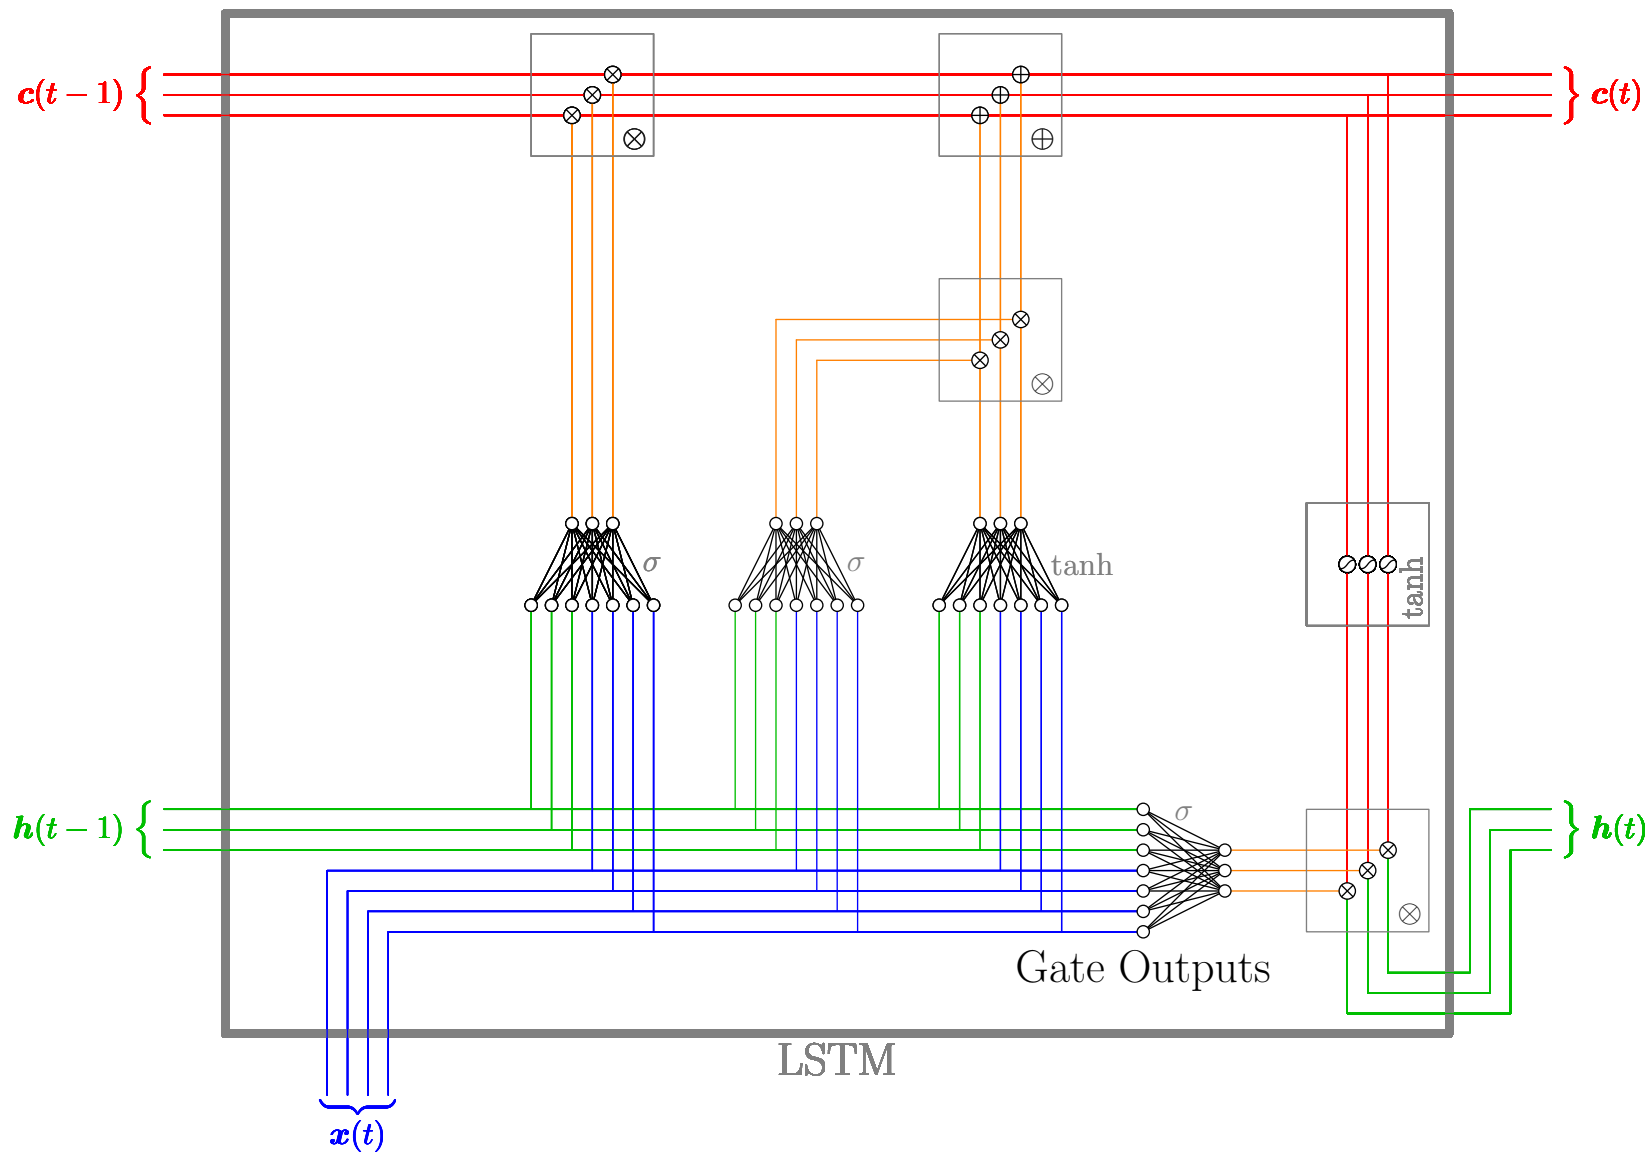 c(t − 1)
c(t)
⊗
⊕
⊗
σ
σ
tanh
tanh
h(t − 1)
σ
h(t)
⊗
Gate Outputs
LSTM
x(t)